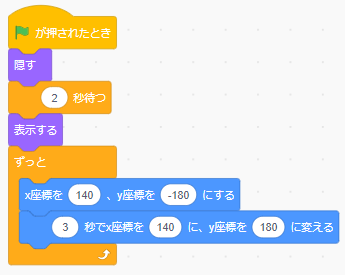 が押されたとき
隠す
2 秒待つ
表示する
ずっと
x座標を 140 、y座標を -180 にする
3 秒でx座標を 140 に、y座標を 180 に変える